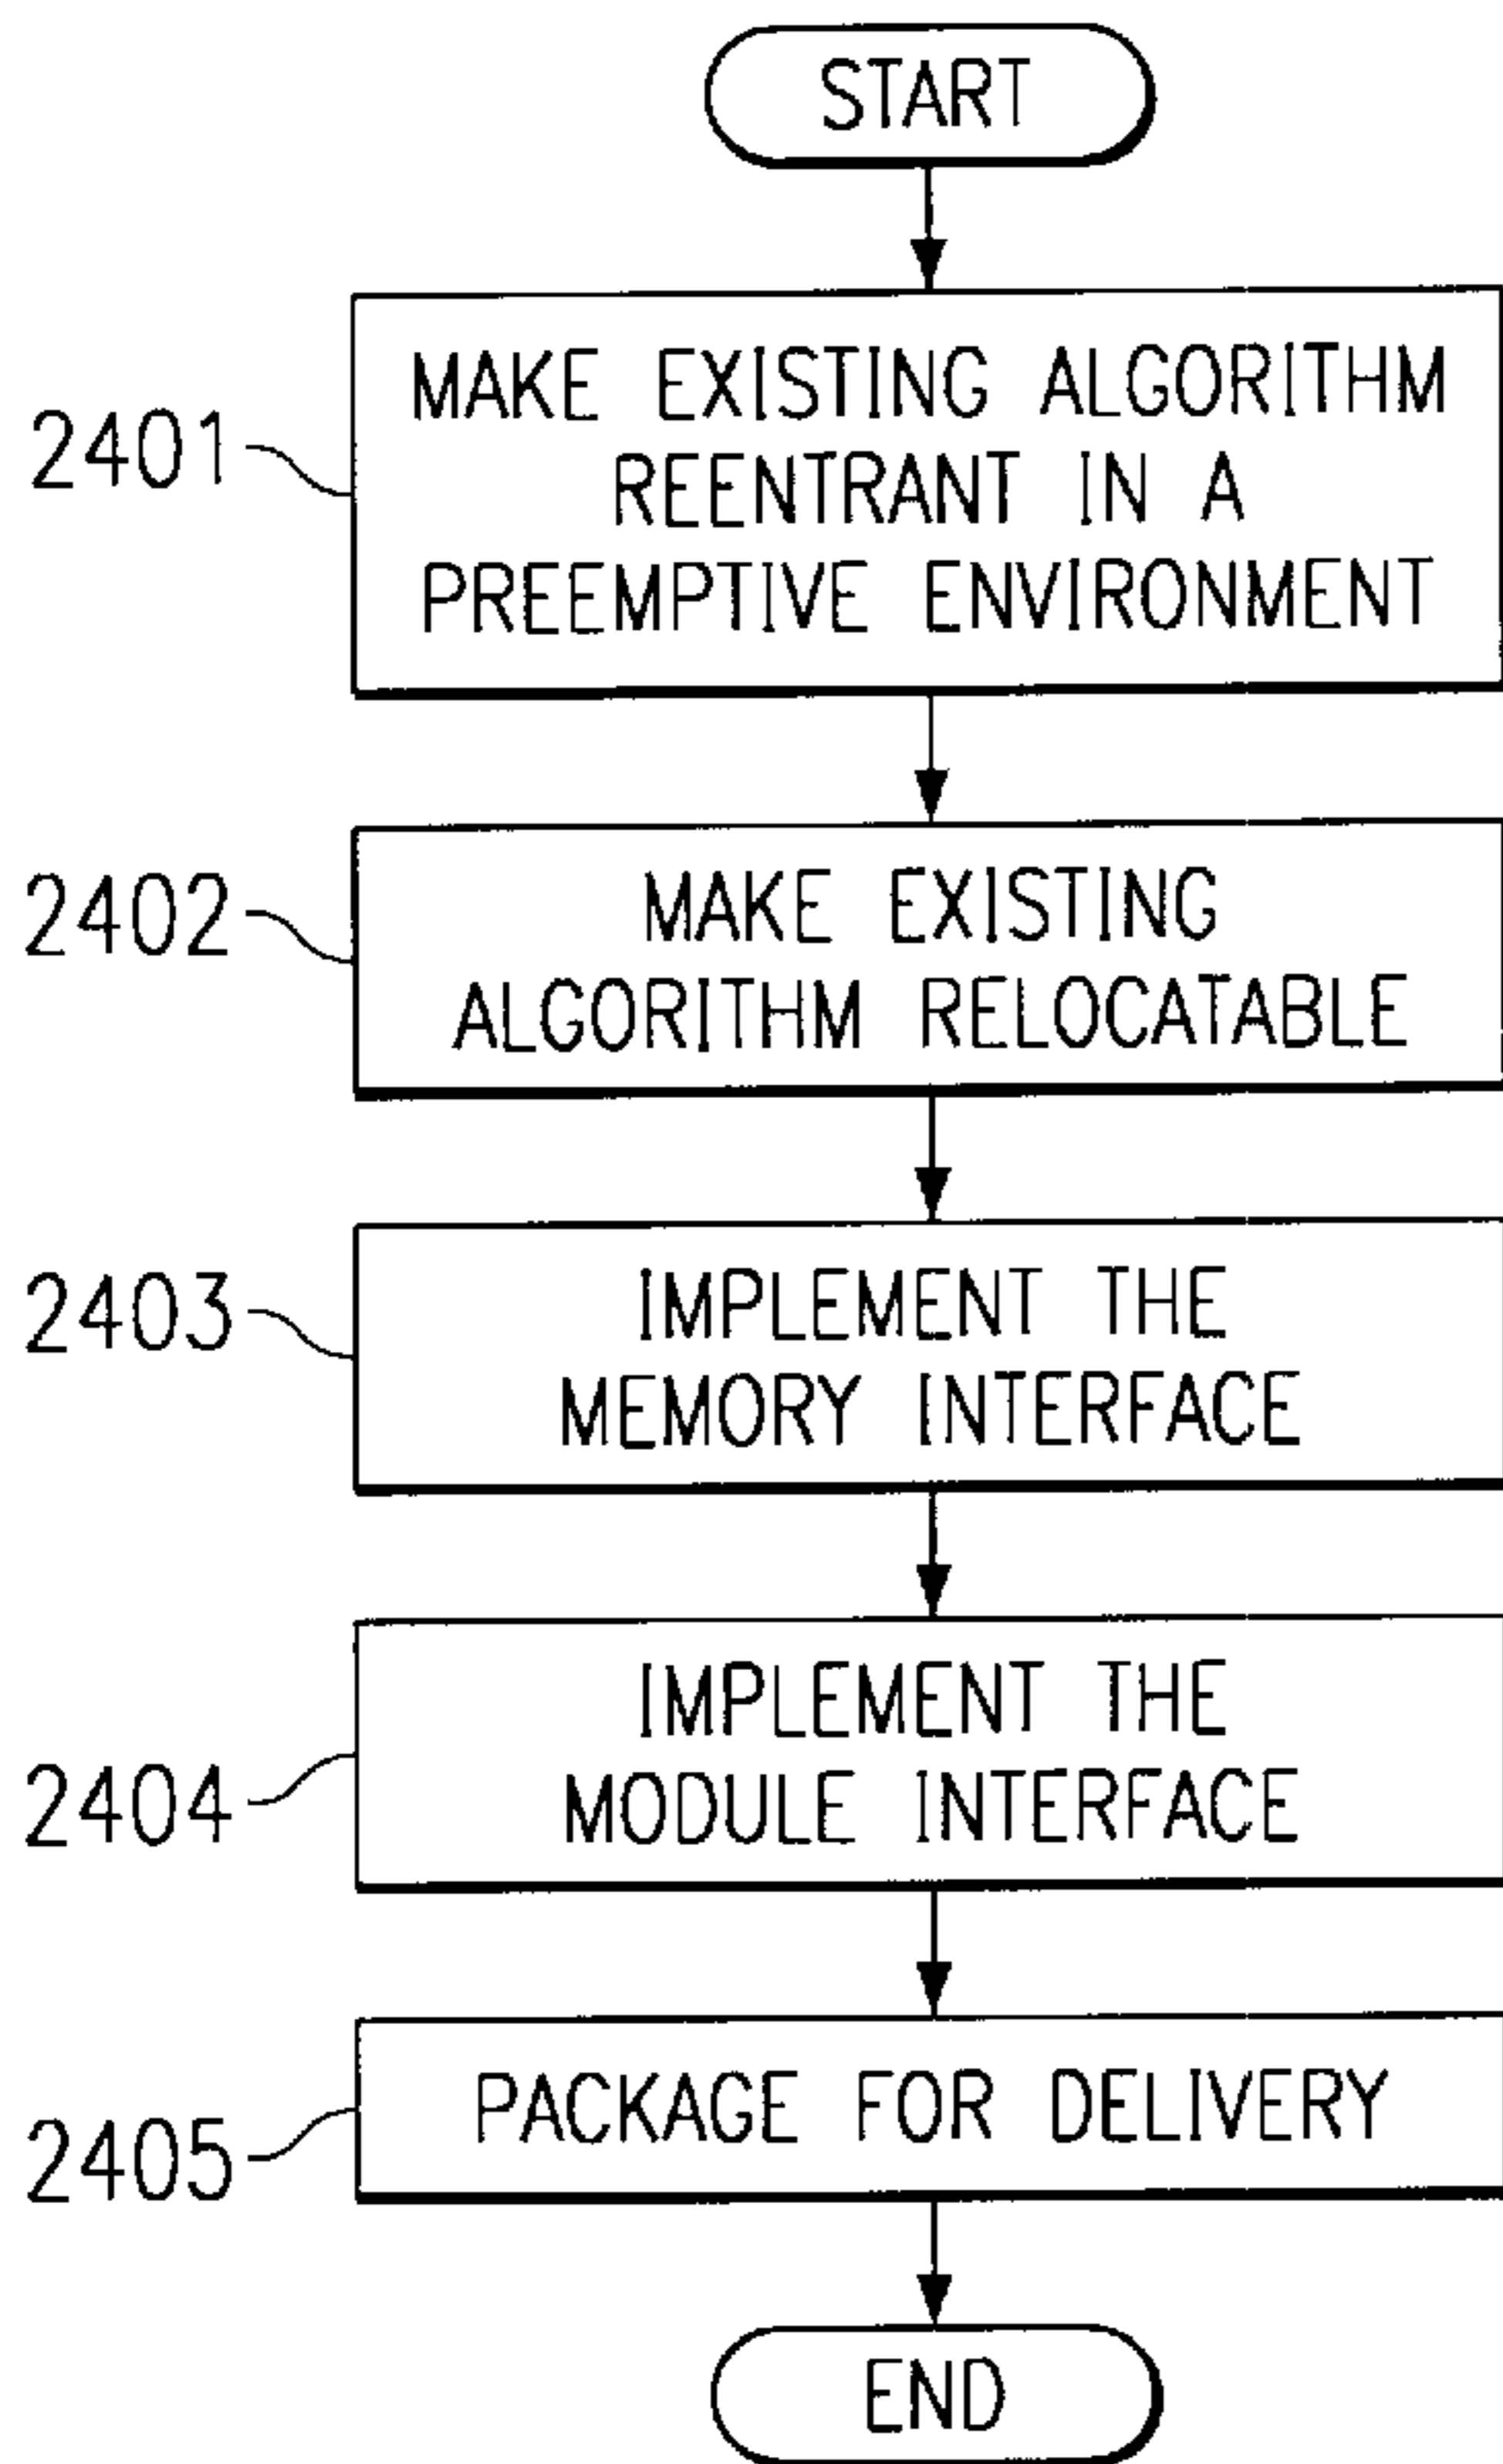 START
2401
MAKE EXISTING ALGORITHM
REENTRANT IN A
PREEMPTIVE ENVIRONMENT
2402
MAKE EXISTING
ALGORITHM RELOCATABLE
2403
IMPLEMENT THE
MEMORY INTERFACE
2404
IMPLEMENT THE
MODULE INTERFACE
2405
PACKAGE FOR DELIVERY
END